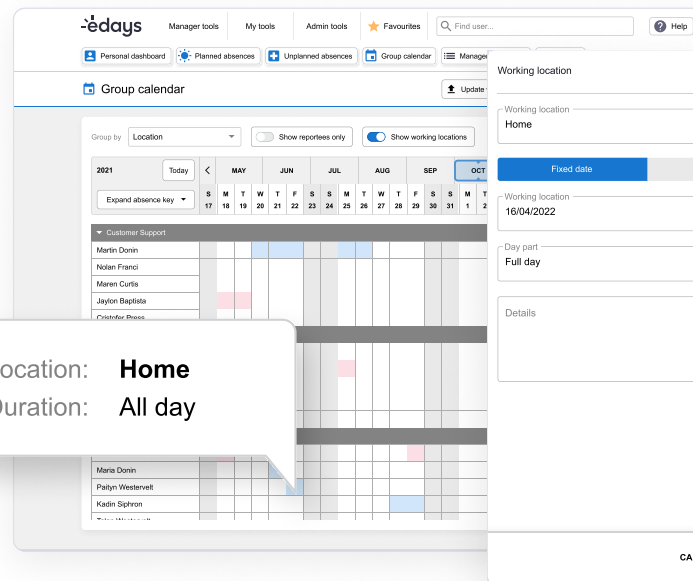 edays
Manager tools My tools Admin tools Favourites Find user... Help
Personal dashboard Planned absences Unplanned absences Group calendar
Group calendar
Update
Group by Location Show reportees only Show working locations
2021 Today MAY JUN JUL AUG SEP OCT
Expand absence key
S M T W T F S S M T W T F S S M
17 18 19 20 21 22 23 24 25 26 27 28 29 30 31 1 2
Customer Support
Martin Donin
Nolan Franci
Maren Curtis
Jaylon Baptista
Cristofer Press
Home
All day
Maria Donin
Paityn Westervelt
Kadin Siphron
Working location
Working location
Home
Fixed date
Working location
16/04/2022
Day part
Full day
Details